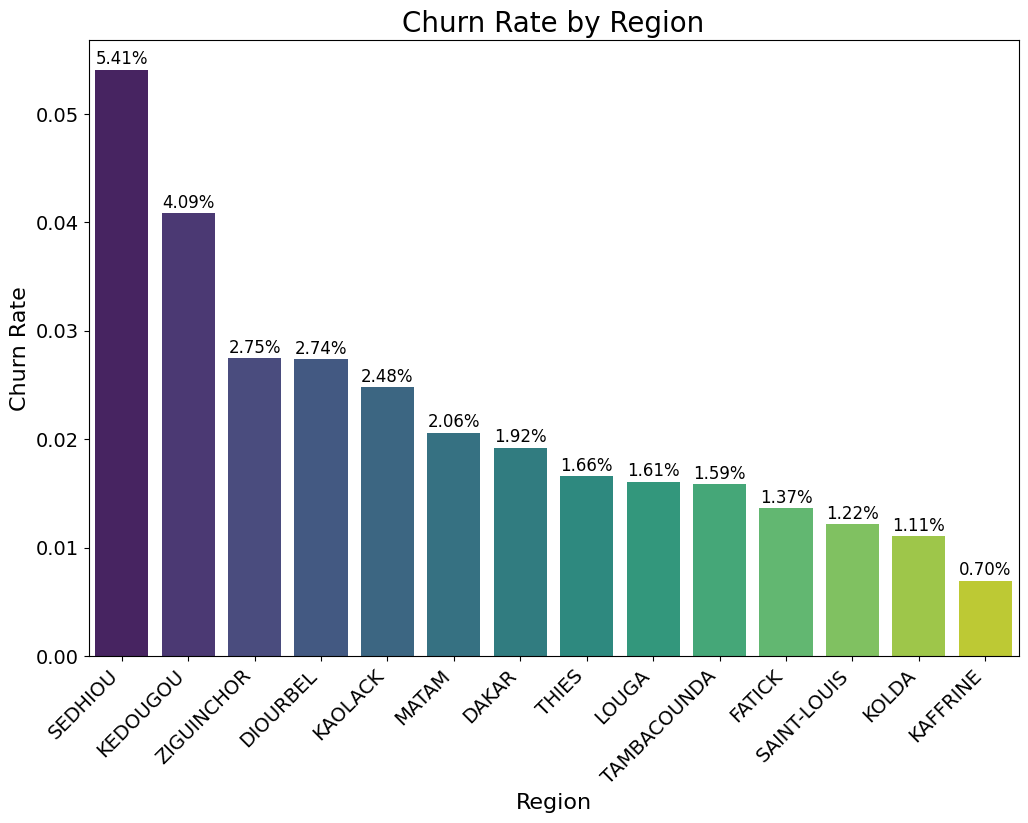 Churn Rate by Region
Churn Rate
0.05
0.04
0.03
0.02
0.01
0.00
5.41%
4.09%
2.75%
2.74%
2.48%
2.06%
1.92%
1.66%
1.61%
1.59%
1.37%
1.22%
1.11%
0.70%
SEDHIOU
KEDOUGOU
ZIGUINCHOR
DIOURBEL
KAOLACK
MATAM
DAKAR
THIES
LOUGA
TAMBACOUNDA
FATICK
SAINT-LOUIS
KOLDA
KAFFRINE
Region